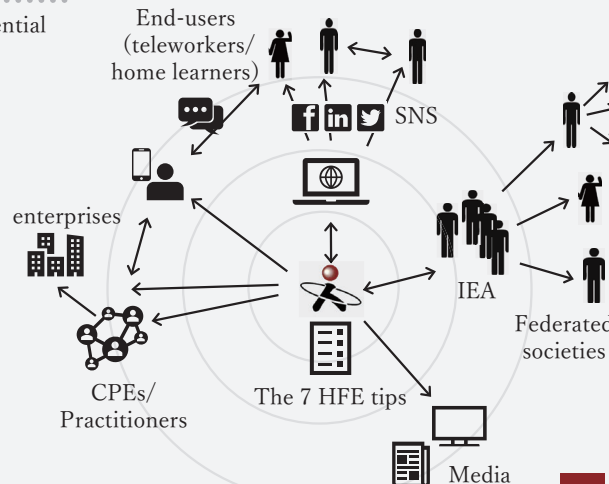 ential
End-users
(teleworkers/
home learners)
SNS
enterprises
IEA
Federated
societies
CPEs/
Practitioners
The 7 HFE tips
Media